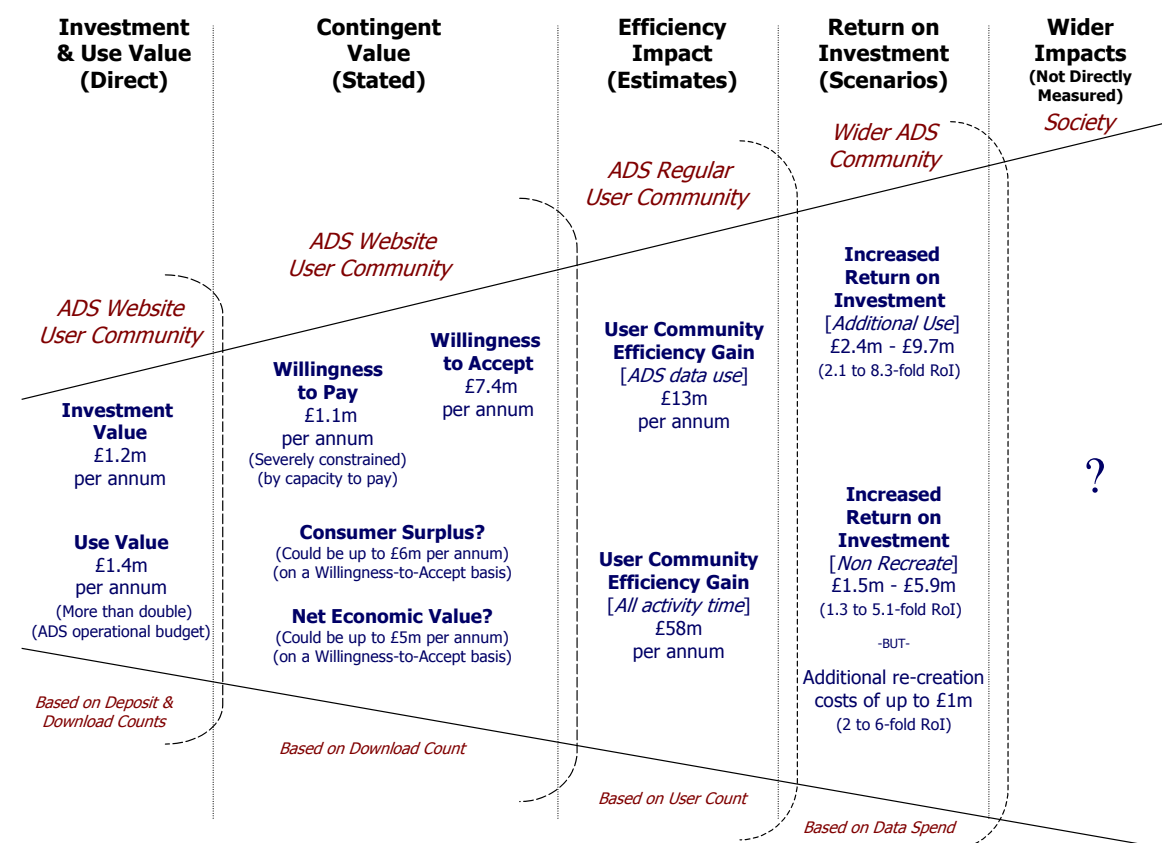 Investment
& Use Value
(Direct)
Contingent
Value
(Stated)
Efficiency
Impact
(Estimates)
Return on
Investment
(Scenarios)
Wider
Impacts
(Not Directly
Measured)
Society
Wider ADS
Community
ADS Regular
User Community
ADS Website
User Community
ADS Website
User Community
Investment
Value
£1.2m
per annum
Use Value
£1.4m
per annum
(More than double)
(ADS operational budget)
Based on Deposit &
Download Counts
Willingness
to Pay
£1.1m
per annum
(Severely constrained)
(by capacity to pay)
Willingness
to Accept
£7.4m
per annum
Consumer Surplus?
(Could be up to £6m per annum)
(on a Willingness-to-Accept basis)
Net Economic Value?
(Could be up to £5m per annum)
(on a Willingness-to-Accept basis)
Based on Download Count
User Community
Efficiency Gain
[ADS data use]
£13m
per annum
User Community
Efficiency Gain
[All activity time]
£58m
per annum
Based on User Count
Increased
Return on
Investment
[Additional Use]
£2.4m - £9.7m
(2.1 to 8.3-fold RoI)
Increased
Return on
Investment
[Non Recreate]
£1.5m - £5.9m
(1.3 to 5.1-fold RoI)
-BUT-
Additional re-creation
costs of up to £1m
(2 to 6-fold RoI)
Based on Data Spend
?